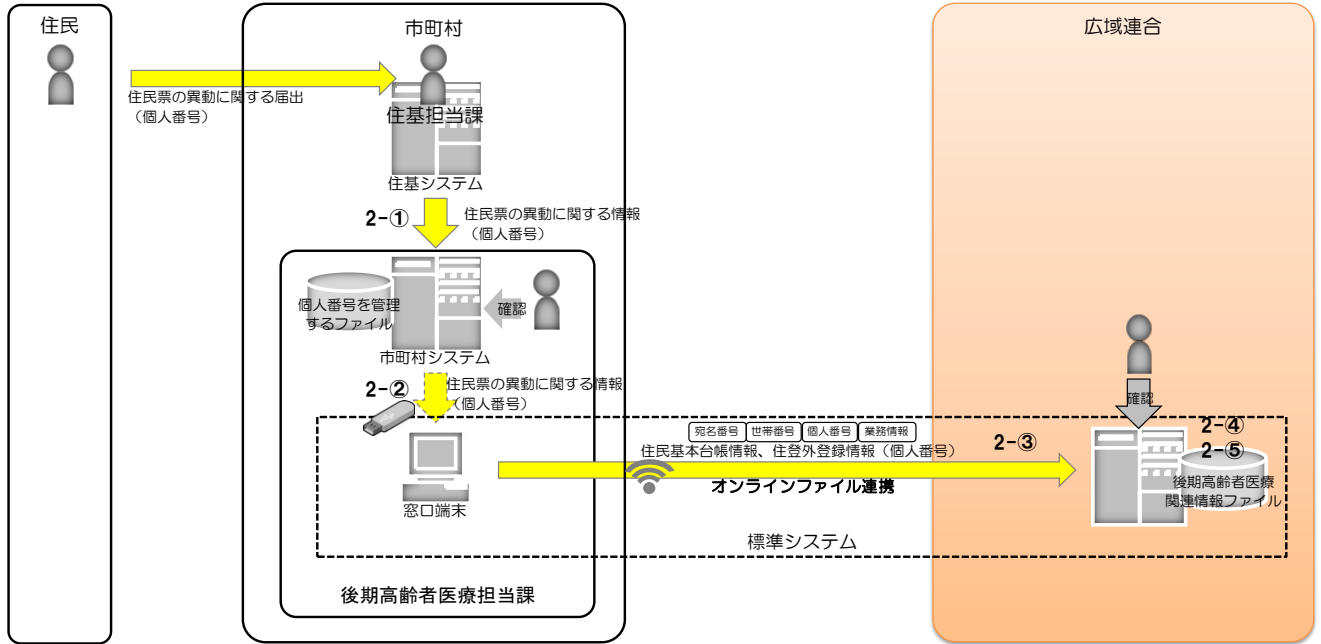 住民
市町村
広域連合
住民票の異動に関する届出
（個人番号）
住基担当課
住基システム
2-①
住民票の異動に関する情報
（個人番号）
個人番号を管理
するファイル
確認
市町村システム
2-②
住民票の異動に関する情報
（個人番号）
窓口端末
宛名番号 世帯番号 個人番号 業務情報
住民基本台帳情報、住登外登録情報（個人番号）
2-③
オンラインファイル連携
確認
2-④
2-⑤
後期高齢者医療
関連情報ファイル
標準システム
後期高齢者医療担当課